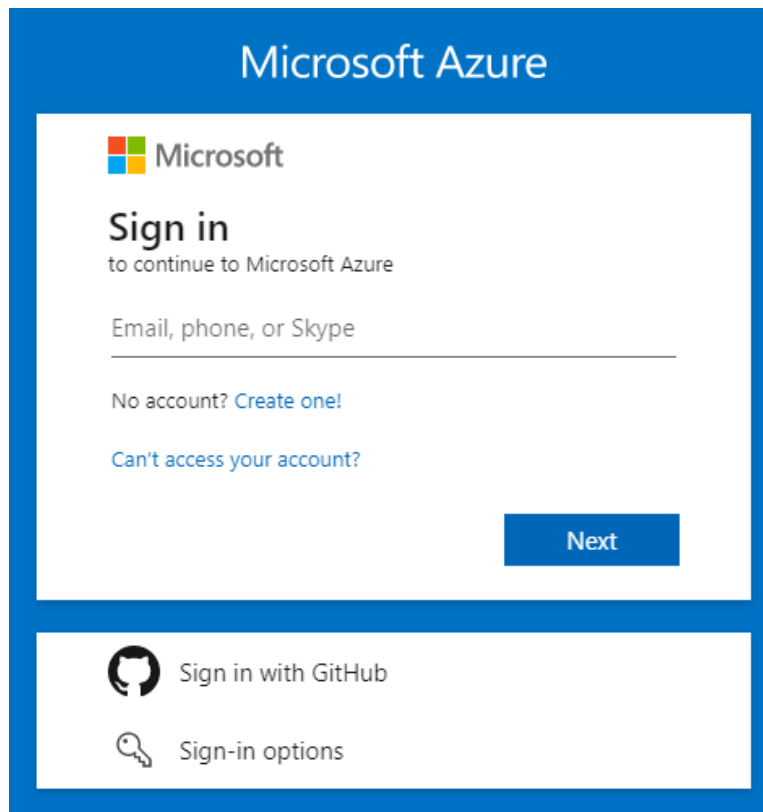 Microsoft Azure
Microsoft
Sign in
to continue to Microsoft Azure
Email, phone, or Skype
No account? Create one!
Can't access your account?
Next
Sign in with GitHub
Sign-in options